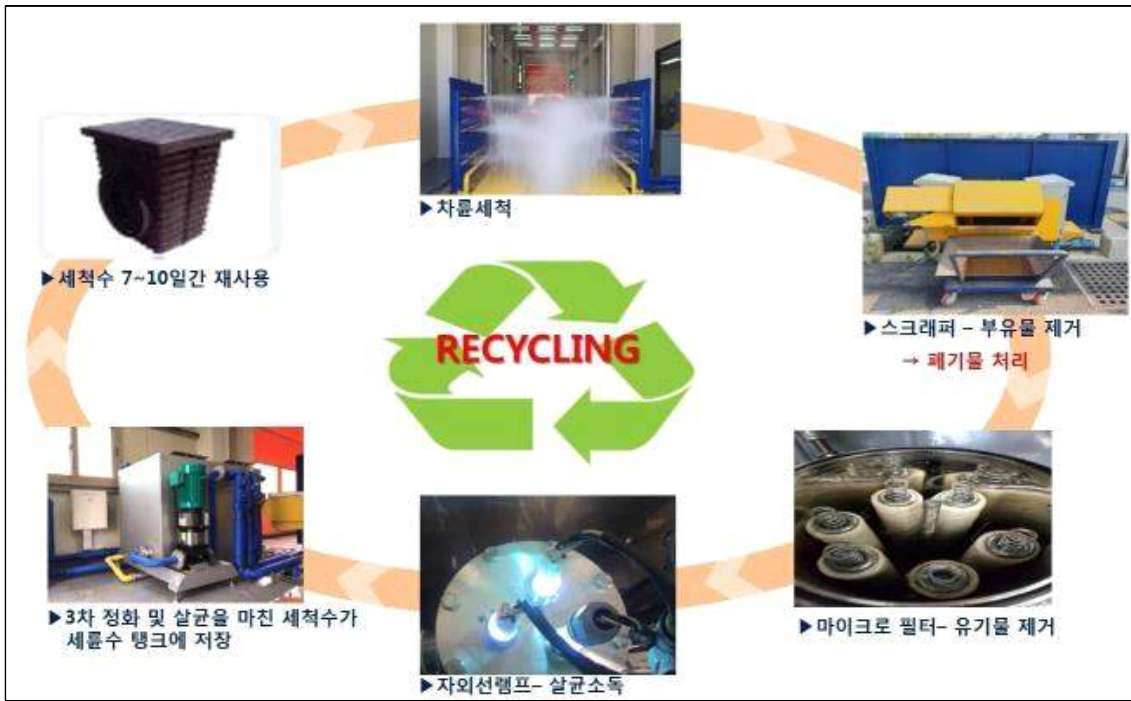 ▶차륜세척
▶세척수 7~10일간 재사용
▶스크래퍼 – 부유물 제거
→ 폐기물 처리
RECYCLING
▶3차 정화 및 살균을 마친 세척수가
세륜수 탱크에 저장
▶자외선램프– 살균소독
▶마이크로 필터– 유기물 제거